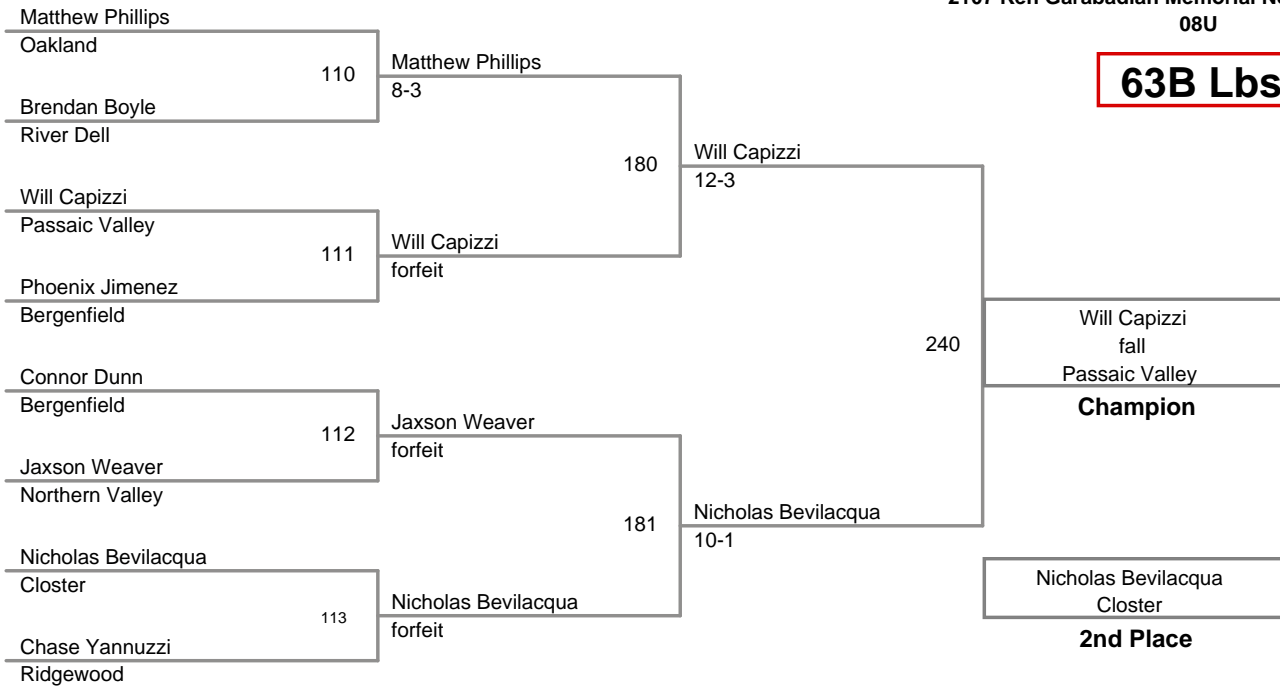 08U
63B Lbs
Matthew Phillips
Oakland
110
Brendan Boyle
River Dell
Matthew Phillips
8-3
180
Will Capizzi
Passaic Valley
111
Phoenix Jimenez
Bergenfield
Will Capizzi
forfeit
Will Capizzi
12-3
Connor Dunn
Bergenfield
112
Jaxson Weaver
Northern Valley
Jaxson Weaver
forfeit
181
Nicholas Bevilacqua
Closter
113
Chase Yannuzzi
Ridgewood
Nicholas Bevilacqua
forfeit
Nicholas Bevilacqua
10-1
240
Will Capizzi
fall
Passaic Valley
Champion
Nicholas Bevilacqua
Closter
2nd Place